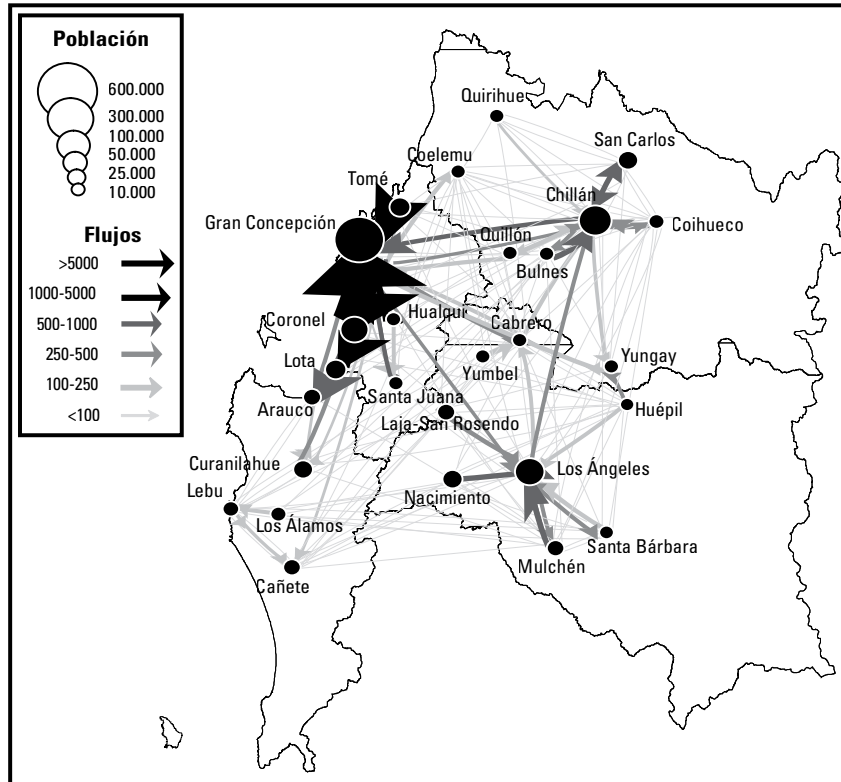 Población
600.000
300.000
100.000
50.000
25.000
10.000
Flujos
>5000
1000-5000
500-1000
250-500
100-250
<100
Quirihue
San Carlos
Coelemu
Tomé
Chillán
Gran Concepción
Quillón
Coihueco
Bulnes
Coronel
Hualqui
Cabrero
Lota
Yumbel
Yungay
Arauco
Santa Juana
Huépil
Laja-San Rosendo
Curanilahue
Los Ángeles
Lebu
Nacimiento
Los Álamos
Santa Bárbara
Mulchén
Cañete